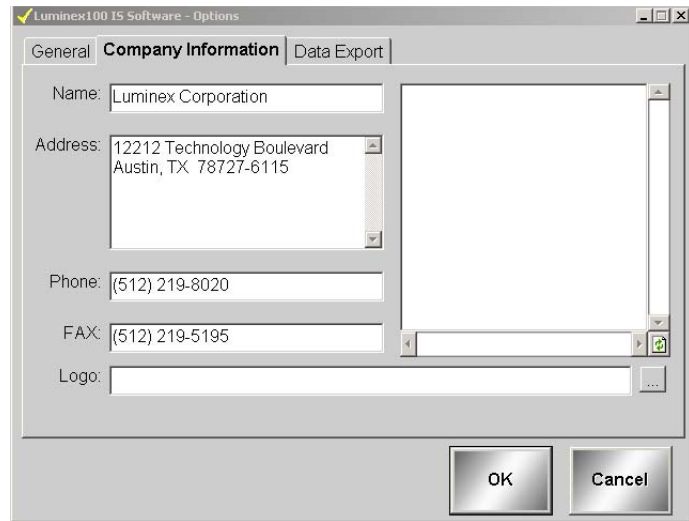 Luminex100 IS Software - Options
General Company Information Data Export
Name: Luminex Corporation
Address: 12212 Technology Boulevard
Austin, TX 78727-6115
Phone: (512) 219-8020
FAX: (512) 219-5195
Logo:
...
OK Cancel